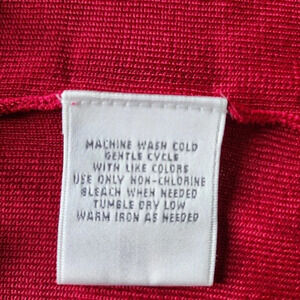 MACHINE WASH COLD
GENTLE CYCLE
WITH LIKE COLORS
USE ONLY NON-CHLORINE
BLEACH WHEN NEEDED
TUMBLE DRY LOW
WARM IRON AS NEEDED